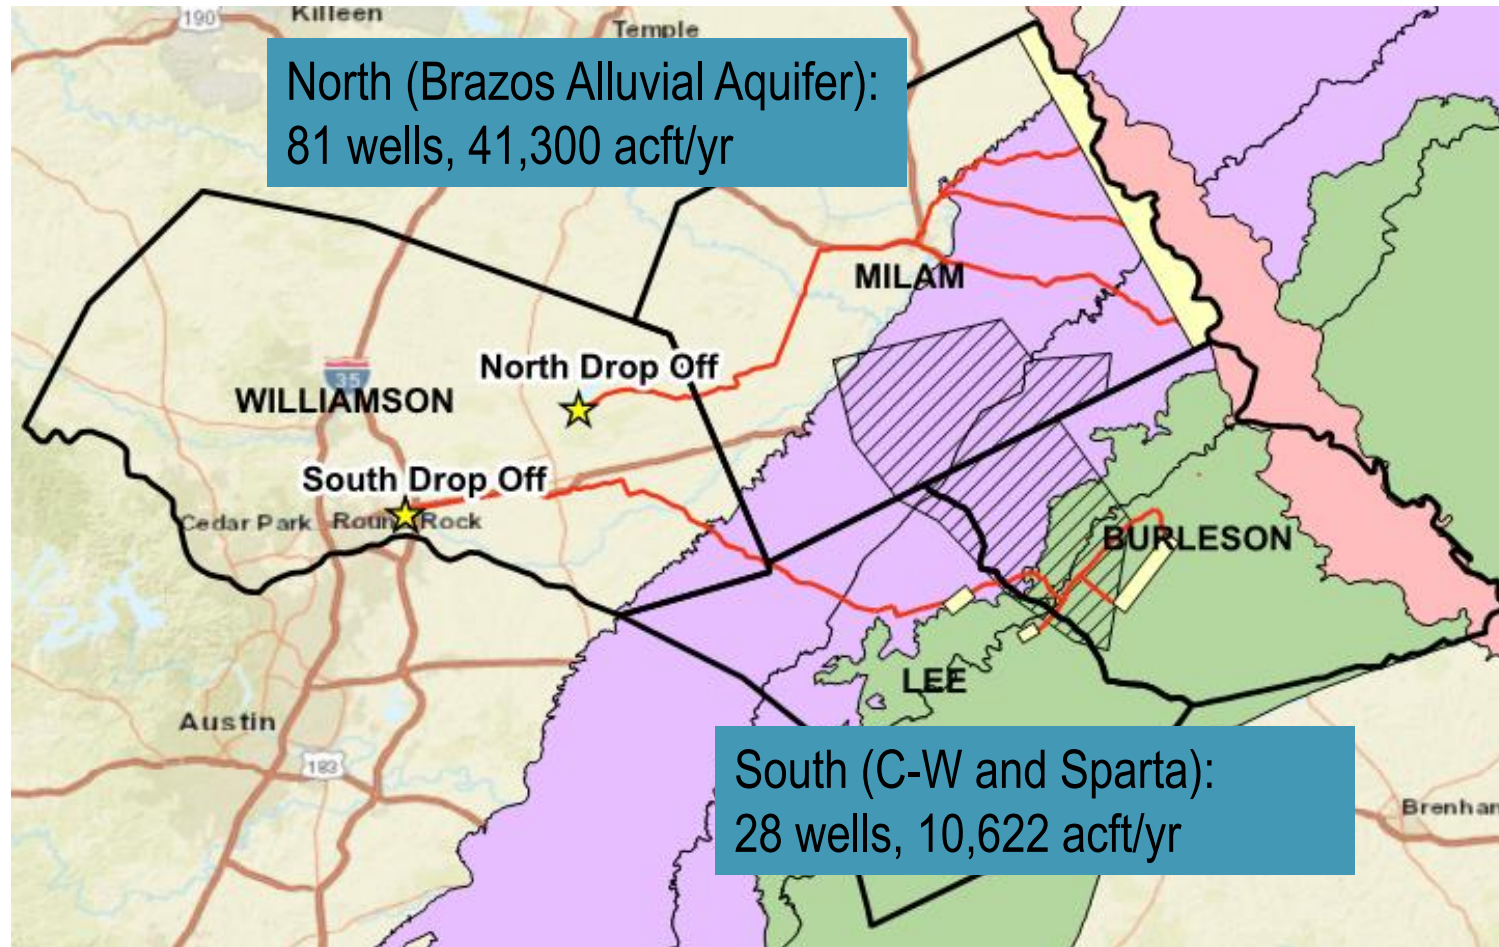 190
Killeen
Temple
North (Brazos Alluvial Aquifer):
81 wells, 41,300 acft/yr
MILAM
North Drop Off
35
WILLIAMSON
South Drop Off
Cedar Park
Round Rock
BURLESON
LEE
Austin
183
South (C-W and Sparta):
28 wells, 10,622 acft/yr
Brenhar